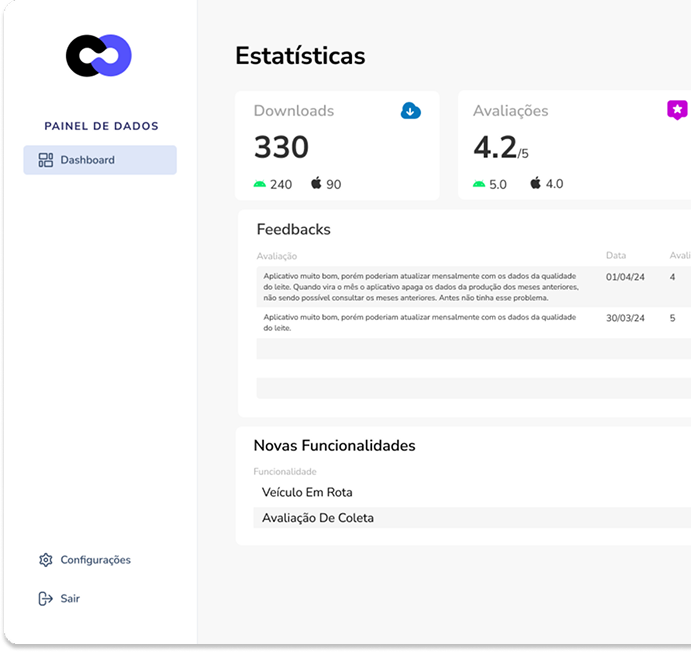 Estatísticas
PAINEL DE DADOS
Dashboard
Downloads
330
240 90
Avaliações
4.2/5
5.0 4.0
Feedbacks
Avaliação Data Avali
Aplicativo muito bom, porém poderiam atualizar mensalmente com os dados da qualidade 01/04/24 4
do leite. Quando vira o mês o aplicativo apaga os dados da produção dos meses anteriores,
não sendo possível consultar os meses anteriores. Antes não tinha esse problema.
Aplicativo muito bom, porém poderiam atualizar mensalmente com os dados da qualidade 30/03/24 5
do leite.
Novas Funcionalidades
Funcionalidade
Veículo Em Rota
Avaliação De Coleta
Configurações
Sair